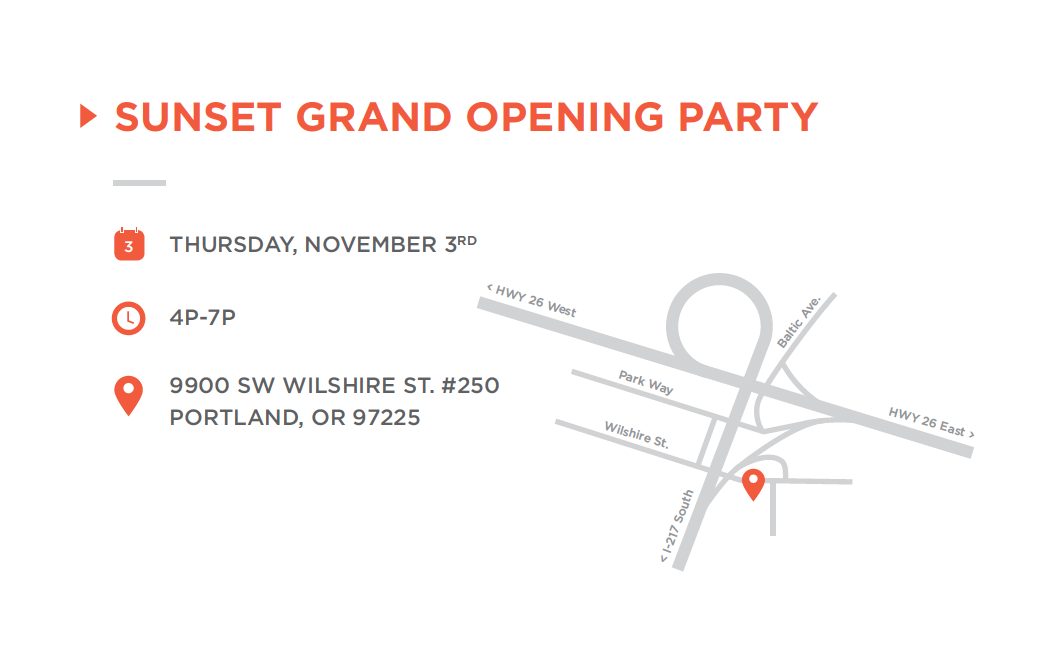 SUNSET GRAND OPENING PARTY
3
THURSDAY, NOVEMBER 3RD
4P-7P
9900 SW WILSHIRE ST. #250
PORTLAND, OR 97225
< HWY 26 West
Baltic Ave.
Park Way
HWY 26 East >
Wilshire St.
< I-217 South